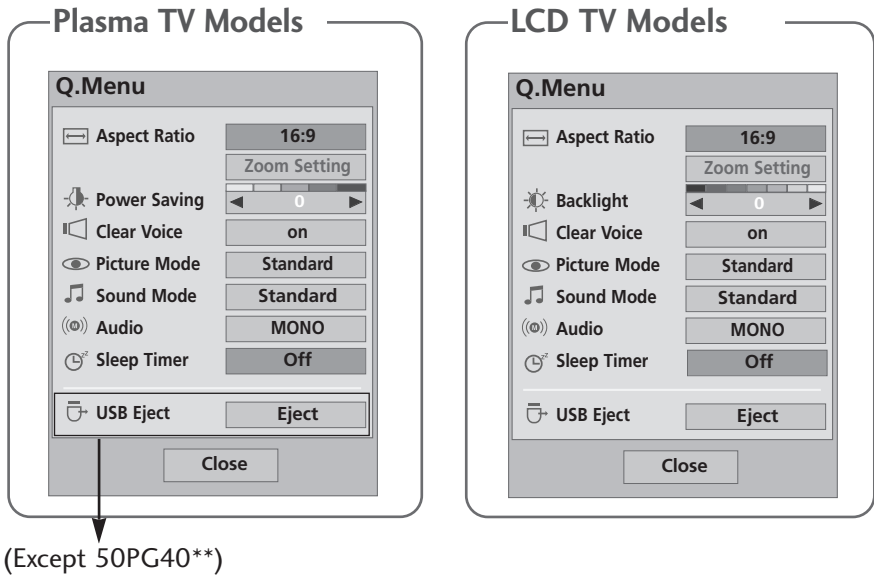 Plasma TV Models
Q.Menu
Aspect Ratio 16:9
Zoom Setting
Power Saving ◀ 0 ▶
Clear Voice on
Picture Mode Standard
Sound Mode Standard
Audio MONO
Sleep Timer Off
USB Eject Eject
Close
(Except 50PG40**)
LCD TV Models
Q.Menu
Aspect Ratio 16:9
Zoom Setting
Backlight ◀ 0 ▶
Clear Voice on
Picture Mode Standard
Sound Mode Standard
Audio MONO
Sleep Timer Off
USB Eject Eject
Close